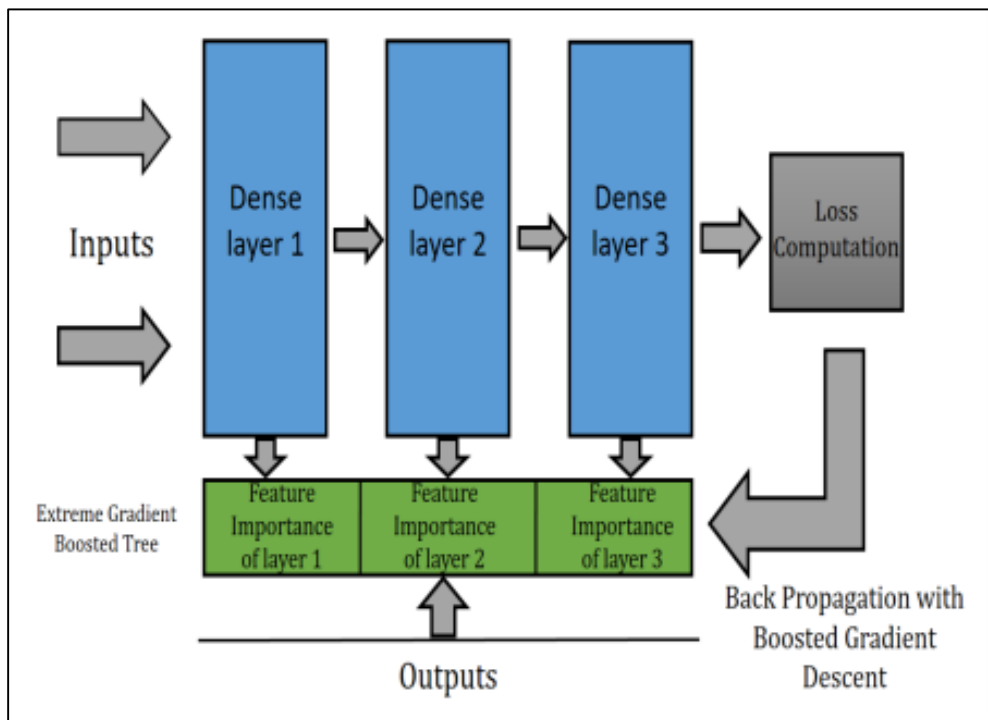 Inputs
Dense
layer 1
Dense
layer 2
Dense
layer 3
Loss
Computation
Extreme Gradient
Boosted Tree
Feature
Importance
of layer 1
Feature
Importance
of layer 2
Feature
Importance
of layer 3
Back Propagation with
Boosted Gradient
Descent
Outputs